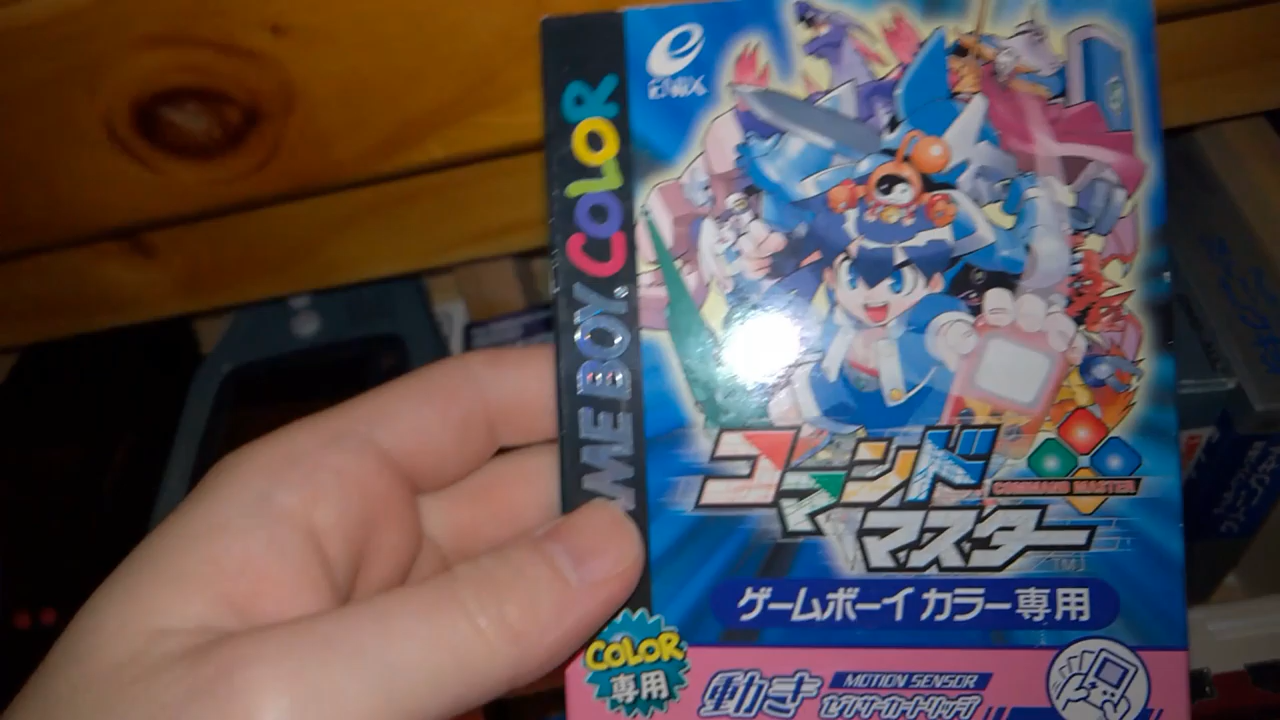 ENIX
GAME BOY COLOR
コマンド
マスター
TM
COMMAND MASTER
ゲームボーイ カラー専用
COLOR
専用
動き
MOTION SENSOR
センサーカートリッジ